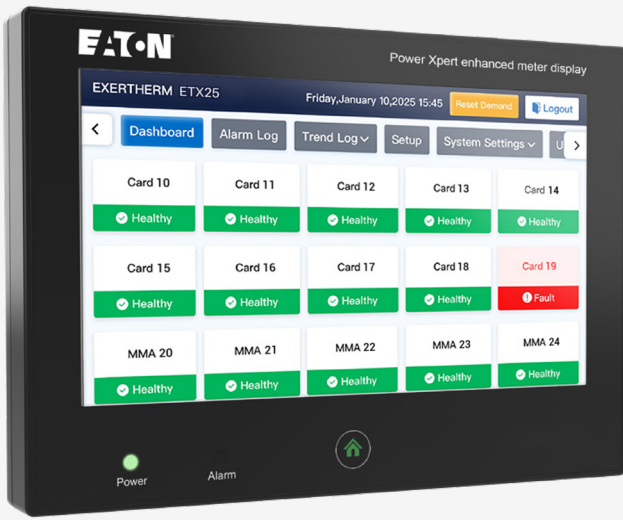 EATON
Power Xpert enhanced meter display
EXERTHERM ETX25
Friday,January 10,2025 15:45
Reset Demand
Logout
Dashboard
Alarm Log
Trend Log
Setup
System Settings
U
Card 10
Card 11
Card 12
Card 13
Card 14
Healthy
Healthy
Healthy
Healthy
Healthy
Card 15
Card 16
Card 17
Card 18
Card 19
Healthy
Healthy
Healthy
Healthy
Fault
MMA 20
MMA 21
MMA 22
MMA 23
MMA 24
Healthy
Healthy
Healthy
Healthy
Healthy
Power
Alarm